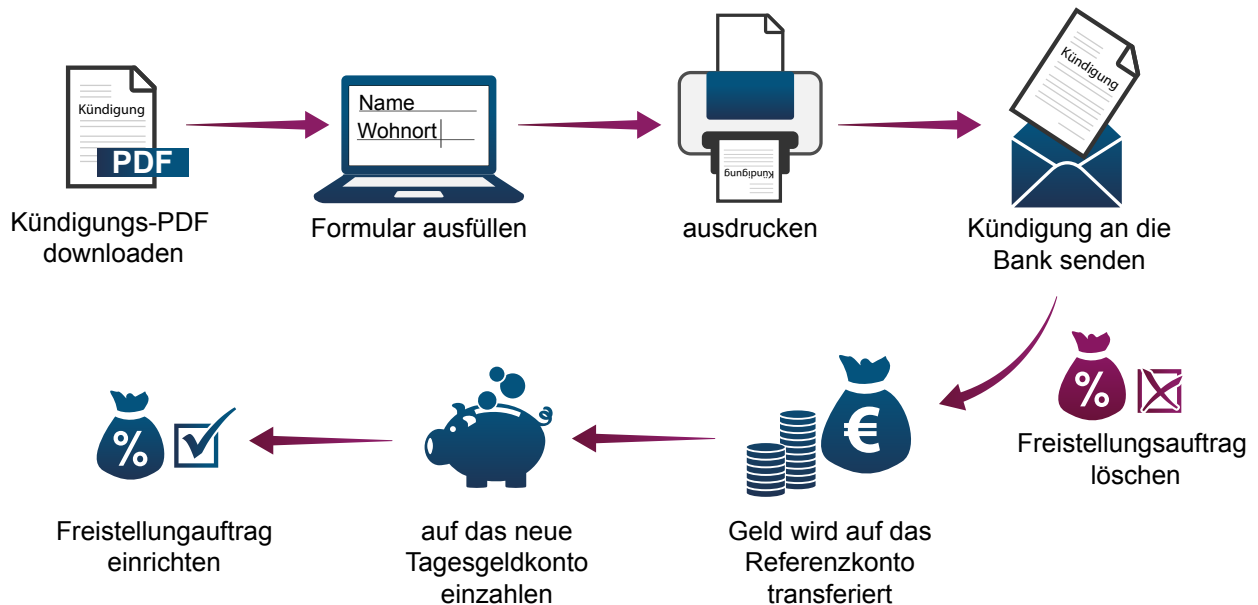 Kündigung
PDF
Kündigungs-PDF
downloaden
Name
Wohnort
Formular ausfüllen
Kündigung
ausdrucken
Kündigung
Kündigung an die
Bank senden
%
Freistellungsauftrag
löschen
€
Geld wird auf das
Referenzkonto
transferiert
auf das neue
Tagesgeldkonto
einzahlen
%
Freistellungauftrag
einrichten